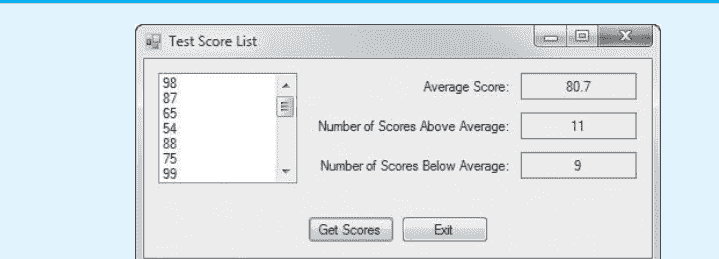 Test Score List
98
87
65
54
88
75
99
Average Score: 80.7
Number of Scores Above Average: 11
Number of Scores Below Average: 9
Get Scores Exit